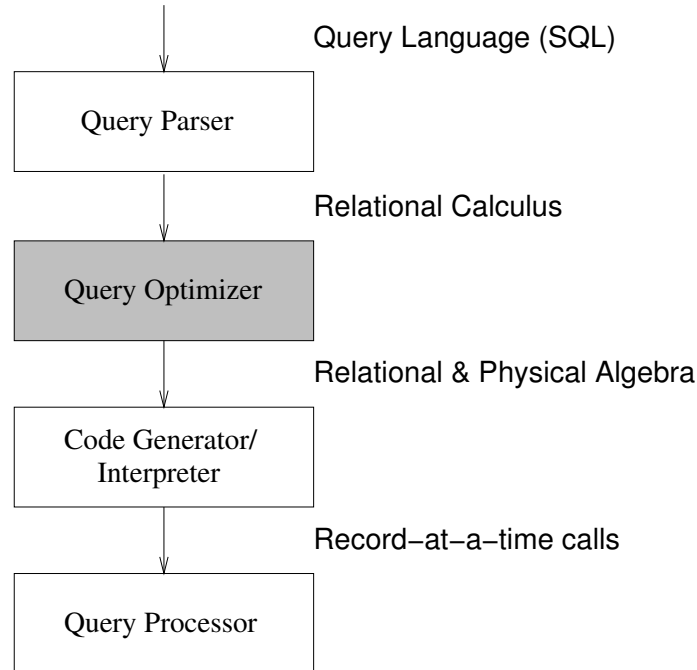 Query Language (SQL)
Query Parser
Relational Calculus
Query Optimizer
Relational & Physical Algebra
Code Generator/
Interpreter
Record−at−a−time calls
Query Processor